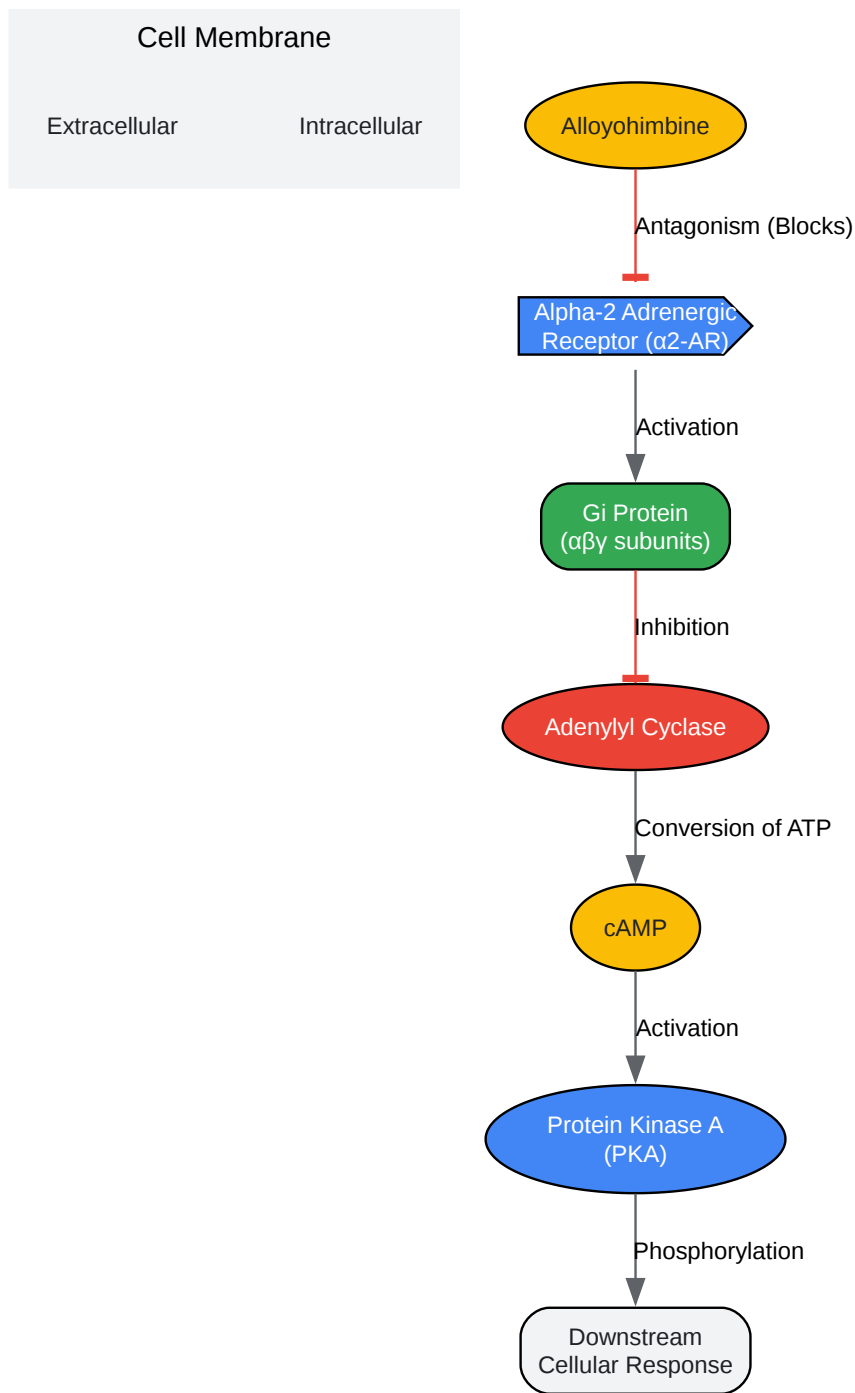 Cell Membrane
Extracellular
Intracellular
Alloyohimbine
Antagonism (Blocks)
Alpha-2 Adrenergic
Receptor (α2-AR)
Activation
Gi Protein
(αβγ subunits)
Inhibition
Adenylyl Cyclase
Conversion of ATP
cAMP
Activation
Protein Kinase A
(PKA)
Phosphorylation
Downstream
Cellular Response